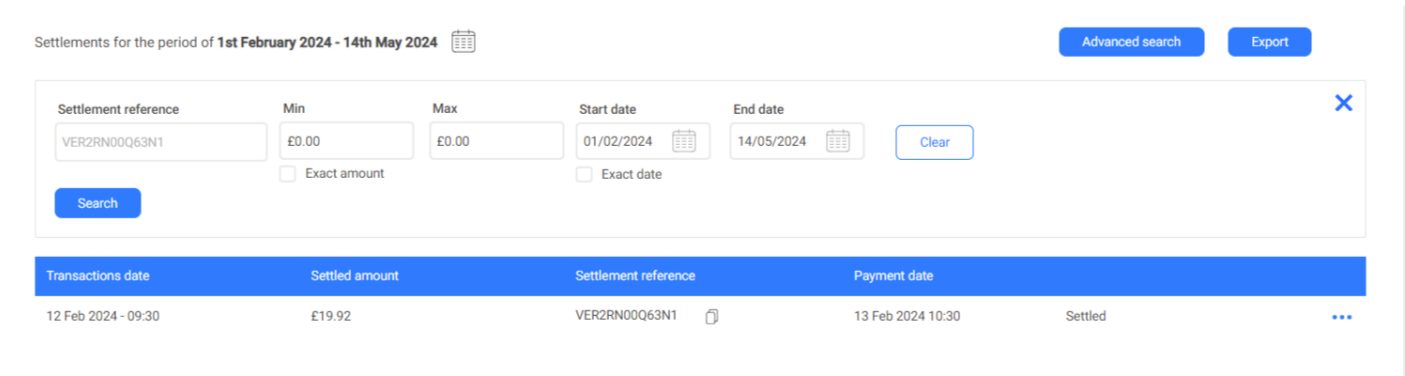 Settlements for the period of 1st February 2024 - 14th May 2024
Advanced search
Export
Settlement reference Min Max Start date End date
VER2RN00Q63N1 £0.00 £0.00 01/02/2024 14/05/2024 Clear
Exact amount Exact date
Search
Transactions date Settled amount Settlement reference Payment date
12 Feb 2024 - 09:30 £19.92 VER2RN00Q63N1 13 Feb 2024 10:30 Settled